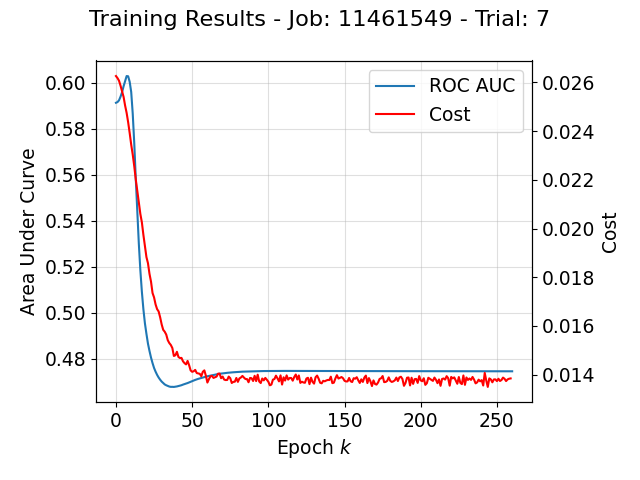 Training Results - Job: 11461549 - Trial: 7
ROC AUC
Cost
0.60
0.58
0.56
0.54
0.52
0.50
0.48
Area Under Curve
0.026
0.024
0.022
0.020
0.018
0.016
0.014
Cost
0 50 100 150 200 250
Epoch k